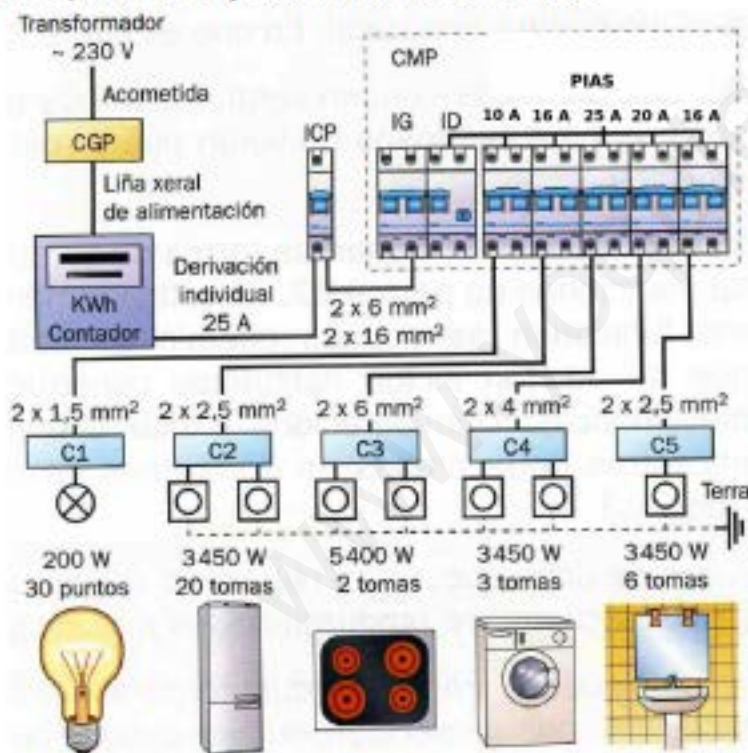 Transformador
~ 230 V
Acometida
CGP
Liña xeral
de alimentación
KWh
Contador
Derivación
individual
25 A
ICP
CMP
PIAS
IG ID 10 A 16 A 25 A 20 A 16 A
2 x 6 mm²
2 x 16 mm²
2 x 1,5 mm² 2 x 2,5 mm² 2 x 6 mm² 2 x 4 mm² 2 x 2,5 mm²
C1 C2 C3 C4 C5
Terra
200 W 3450 W 5400 W 3450 W 3450 W
30 puntos 20 tomas 2 tomas 3 tomas 6 tomas